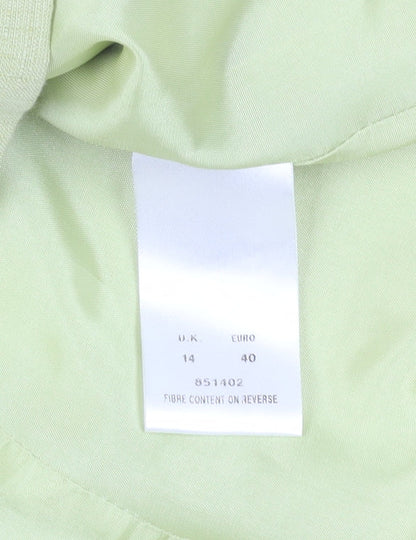 U.K. EURO
14 40
851402
FIBRE CONTENT ON REVERSE